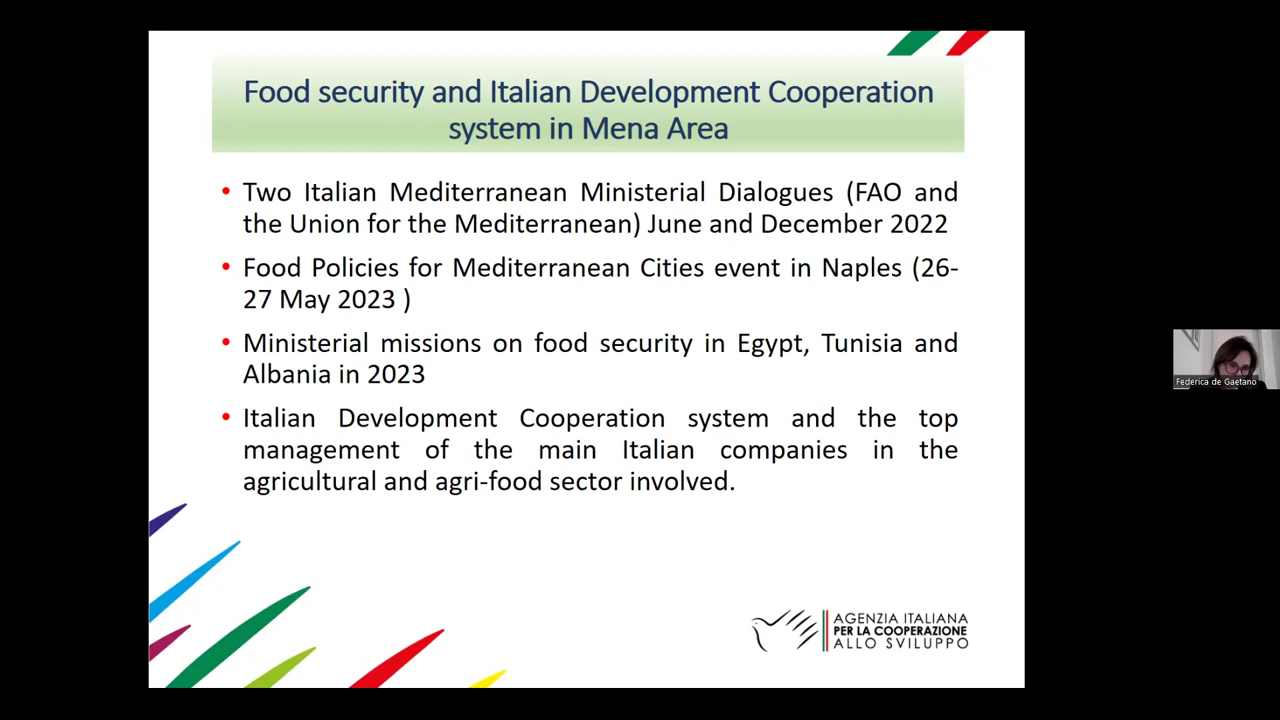 Food security and Italian Development Cooperation
system in Mena Area
• Two Italian Mediterranean Ministerial Dialogues (FAO and
the Union for the Mediterranean) June and December 2022
• Food Policies for Mediterranean Cities event in Naples (26-
27 May 2023 )
• Ministerial missions on food security in Egypt, Tunisia and
Albania in 2023
• Italian Development Cooperation system and the top
management of the main Italian companies in the
agricultural and agri-food sector involved.
AGENZIA ITALIANA
PER LA COOPERAZIONE
ALLO SVILUPPO
Federica de Gaetano